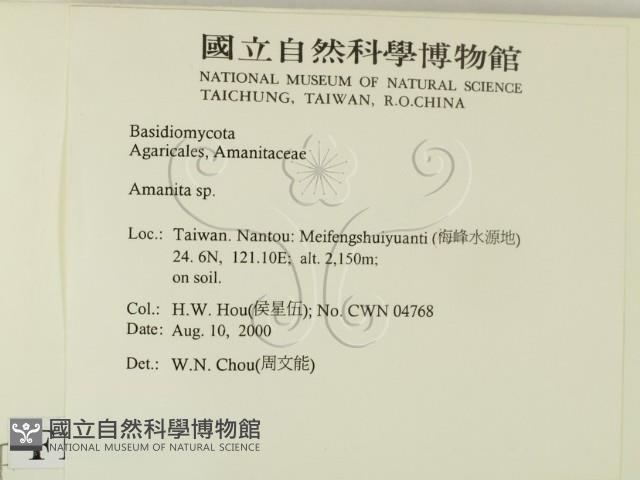 國立自然科學博物館
NATIONAL MUSEUM OF NATURAL SCIENCE
TAICHUNG, TAIWAN, R.O.CHINA
Basidiomycota
Agaricales, Amanitaceae
Amanita sp.
Loc.: Taiwan. Nantou: Meifengshuiyuanti (梅峰水源地)
24. 6N, 121.10E; alt. 2,150m;
on soil.
Col.: H.W. Hou(侯星伍); No. CWN 04768
Date: Aug. 10, 2000
Det.: W.N. Chou(周文能)
國立自然科學博物館
NATIONAL MUSEUM OF NATURAL SCIENCE